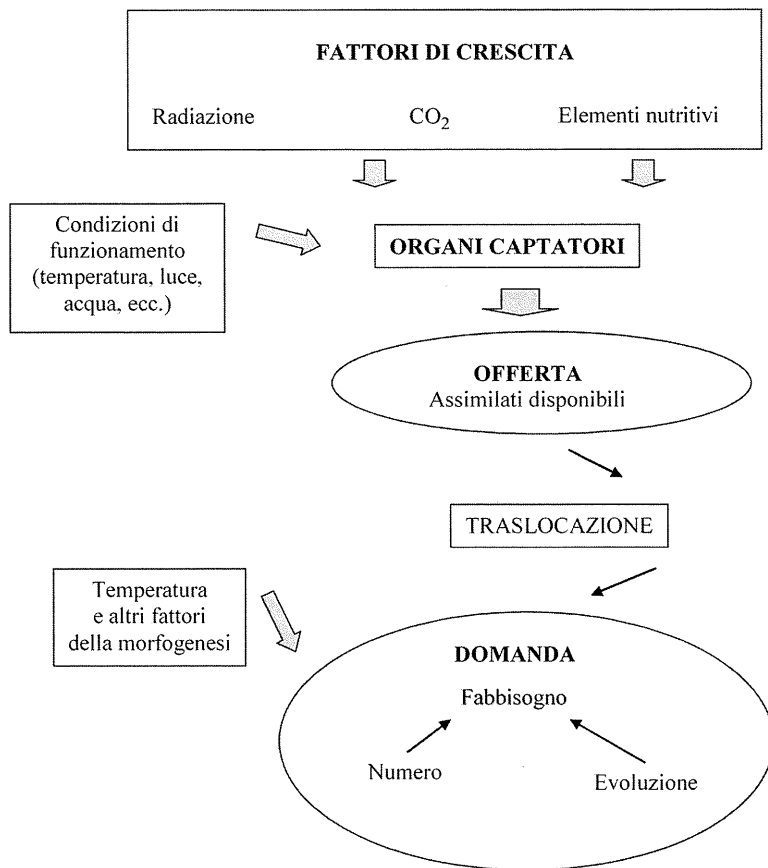 FATTORI DI CRESCITA
Radiazione CO₂ Elementi nutritivi
Condizioni di
funzionamento
(temperatura, luce,
acqua, ecc.)
ORGANI CAPTATORI
OFFERTA
Assimilati disponibili
TRASLOCAZIONE
Temperatura
e altri fattori
della morfogenesi
DOMANDA
Fabbisogno
Numero
Evoluzione